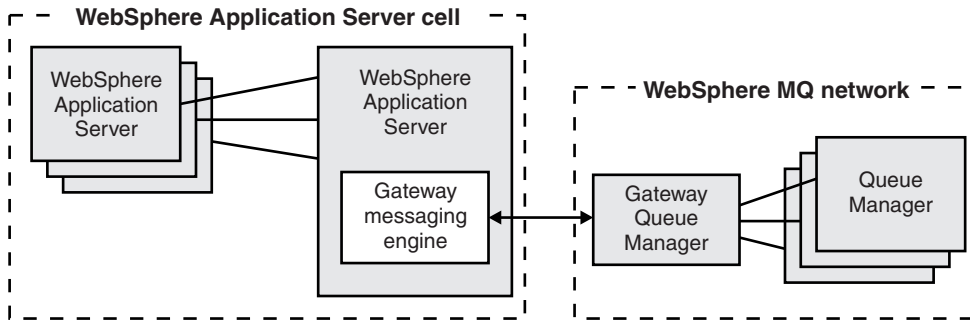 WebSphere Application Server cell
WebSphere
Application
Server
WebSphere
Application
Server
Gateway
messaging
engine
WebSphere MQ network
Gateway
Queue
Manager
Queue
Manager